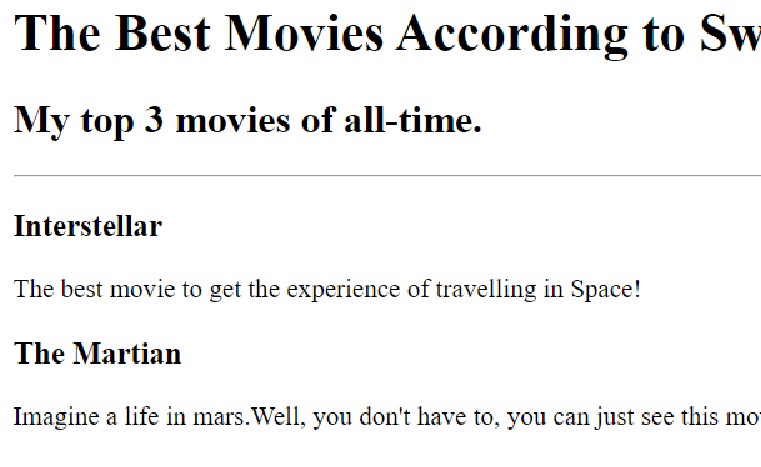 The Best Movies According to Sw
My top 3 movies of all-time.
Interstellar
The best movie to get the experience of travelling in Space!
The Martian
Imagine a life in mars.Well, you don't have to, you can just see this mo